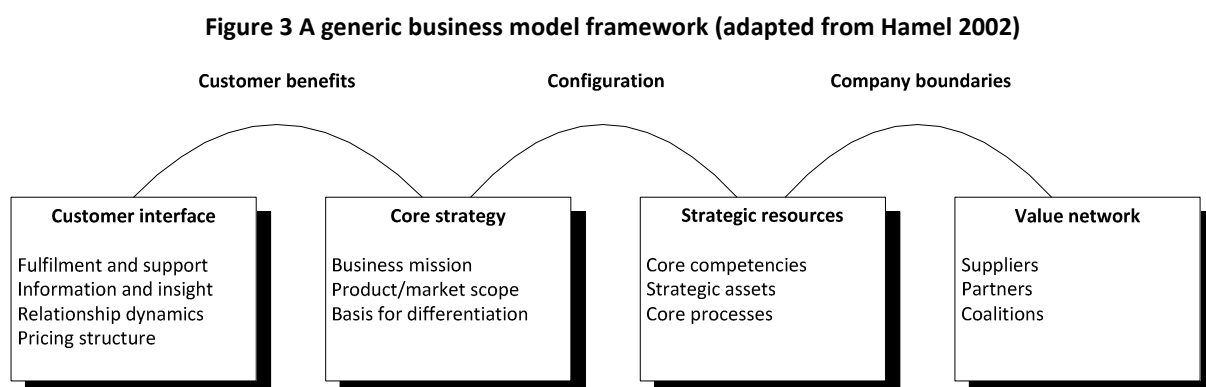 Figure 3 A generic business model framework (adapted from Hamel 2002)
Customer benefits
Configuration
Company boundaries
Customer interface
Fulfilment and support
Information and insight
Relationship dynamics
Pricing structure
Core strategy
Business mission
Product/market scope
Basis for differentiation
Strategic resources
Core competencies
Strategic assets
Core processes
Value network
Suppliers
Partners
Coalitions